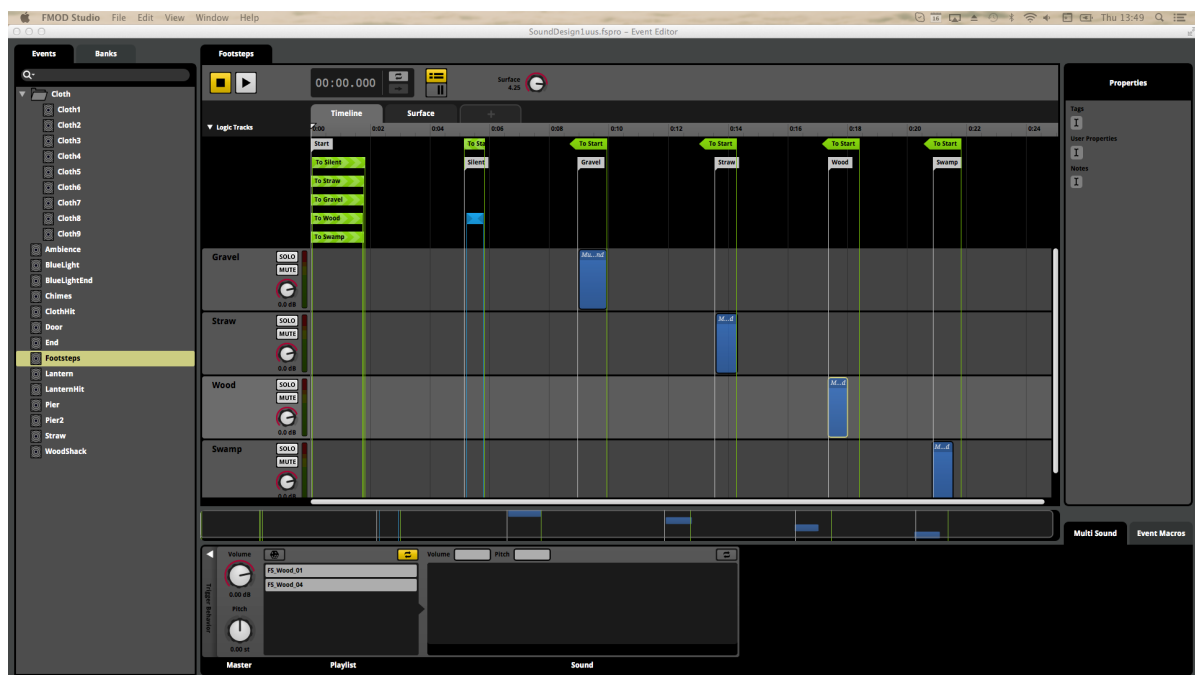 FMOD Studio File Edit View Window Help
Thu 13:49
SoundDesign1uus.fspro – Event Editor
Events Banks
Footsteps
Cloth
Cloth1
Cloth2
Cloth3
Cloth4
Cloth5
Cloth6
Cloth7
Cloth8
Cloth9
Ambience
BlueLight
BlueLightEnd
Chimes
ClothHit
Door
End
Footsteps
Lantern
LanternHit
Pier
Pier2
Straw
WoodShack
00:00.000
Surface
4.25
Timeline Surface +
Logic Tracks
0:00 0:02 0:04 0:06 0:08 0:10 0:12 0:14 0:16 0:18 0:20 0:22 0:24
Start To Sta To Start To Start To Start To Start
To Silent Silent Gravel Straw Wood Swamp
To Straw
To Gravel
To Wood
To Swamp
Gravel SOLO Mu...nd
MUTE
0.0 dB
Straw SOLO M...d
MUTE
0.0 dB
Wood SOLO M...d
MUTE
0.0 dB
Swamp SOLO M...d
MUTE
0.0 dB
Properties
Tags
User Properties
Notes
Multi Sound Event Macros
Trigger Behavior
Volume
0.00 dB
Pitch
0.00 st
Master
FS_Wood_01
FS_Wood_04
Playlist
Volume Pitch
Sound